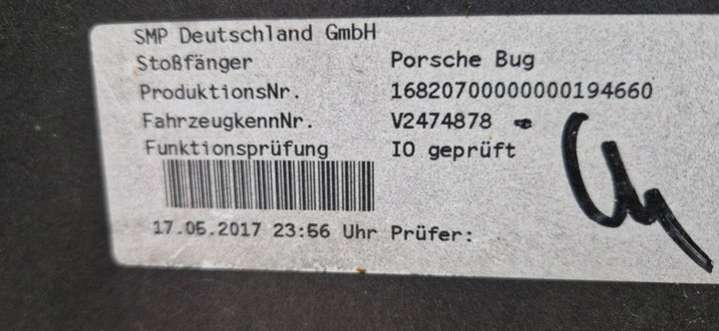 SMP Deutschland GmbH
Stoßfänger Porsche Bug
ProduktionsNr. 16820700000000194660
FahrzeugkennNr. V2474878
Funktionsprüfung IO geprüft
17.05.2017 23:56 Uhr Prüfer: